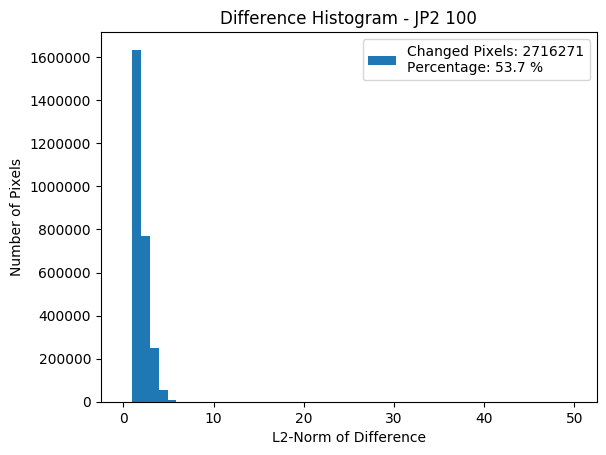 Difference Histogram - JP2 100
Changed Pixels: 2716271
Percentage: 53.7 %
Number of Pixels
1600000
1400000
1200000
1000000
800000
600000
400000
200000
0
0 10 20 30 40 50
L2-Norm of Difference